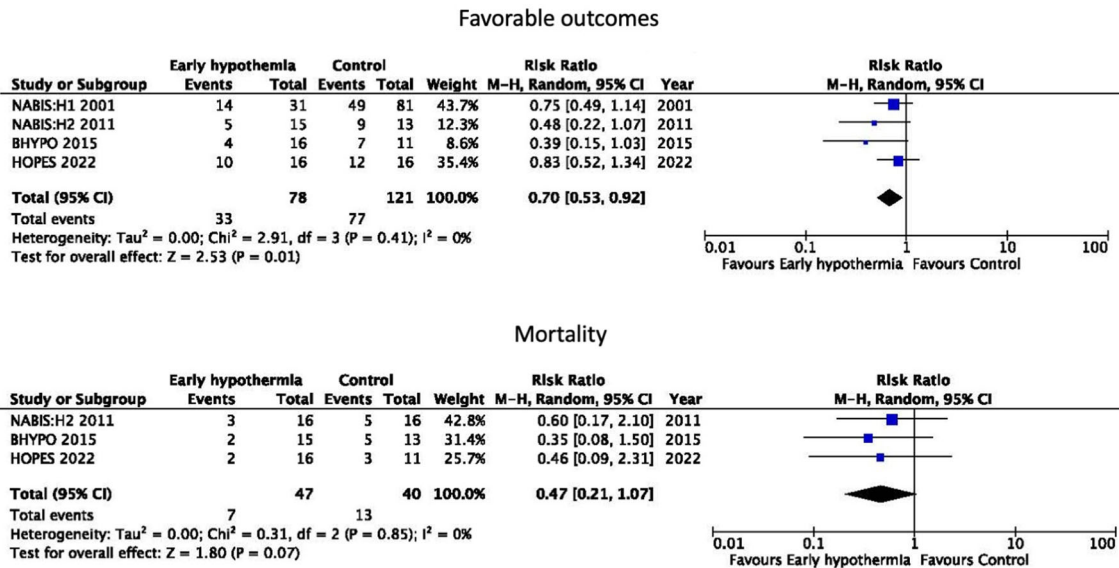 Favorable outcomes
Early hypothemia Control Risk Ratio Risk Ratio
Study or Subgroup Events Total Events Total Weight M-H, Random, 95% CI Year M-H, Random, 95% CI
NABIS:H1 2001 14 31 49 81 43.7% 0.75 [0.49, 1.14] 2001
NABIS:H2 2011 5 15 9 13 12.3% 0.48 [0.22, 1.07] 2011
BHYPO 2015 4 16 7 11 8.6% 0.39 [0.15, 1.03] 2015
HOPES 2022 10 16 12 16 35.4% 0.83 [0.52, 1.34] 2022
Total (95% CI) 78 121 100.0% 0.70 [0.53, 0.92]
Total events 33 77
Heterogeneity: Tau² = 0.00; Chi² = 2.91, df = 3 (P = 0.41); I² = 0%
Test for overall effect: Z = 2.53 (P = 0.01)
0.01 0.1 1 10 100
Favours Early hypothemia Favours Control
Mortality
Early hypothermia Control Risk Ratio Risk Ratio
Study or Subgroup Events Total Events Total Weight M-H, Random, 95% CI Year M-H, Random, 95% CI
NABIS:H2 2011 3 16 5 16 42.8% 0.60 [0.17, 2.10] 2011
BHYPO 2015 2 15 5 13 31.4% 0.35 [0.08, 1.50] 2015
HOPES 2022 2 16 3 11 25.7% 0.46 [0.09, 2.31] 2022
Total (95% CI) 47 40 100.0% 0.47 [0.21, 1.07]
Total events 7 13
Heterogeneity: Tau² = 0.00; Chi² = 0.31, df = 2 (P = 0.85); I² = 0%
Test for overall effect: Z = 1.80 (P = 0.07)
0.01 0.1 1 10 100
Favours Early hypothermia Favours Control